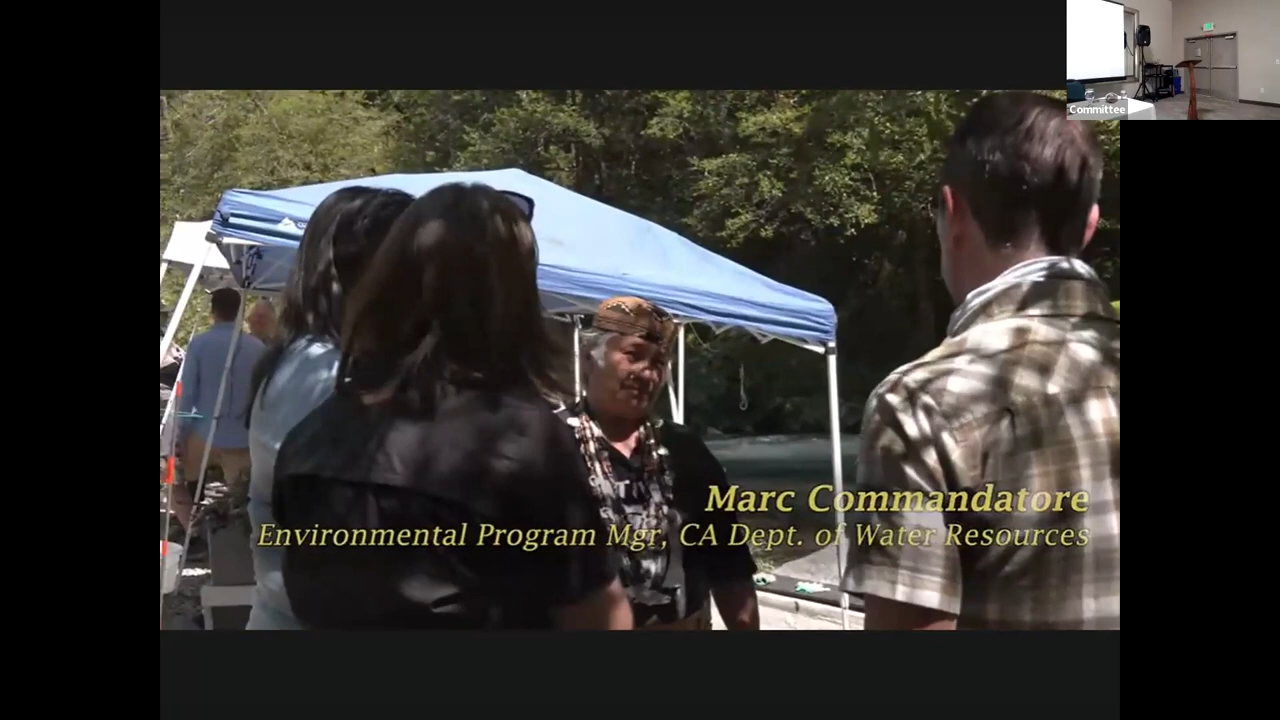 Committee
Marc Commandatore
Environmental Program Mgr, CA Dept. of Water Resources